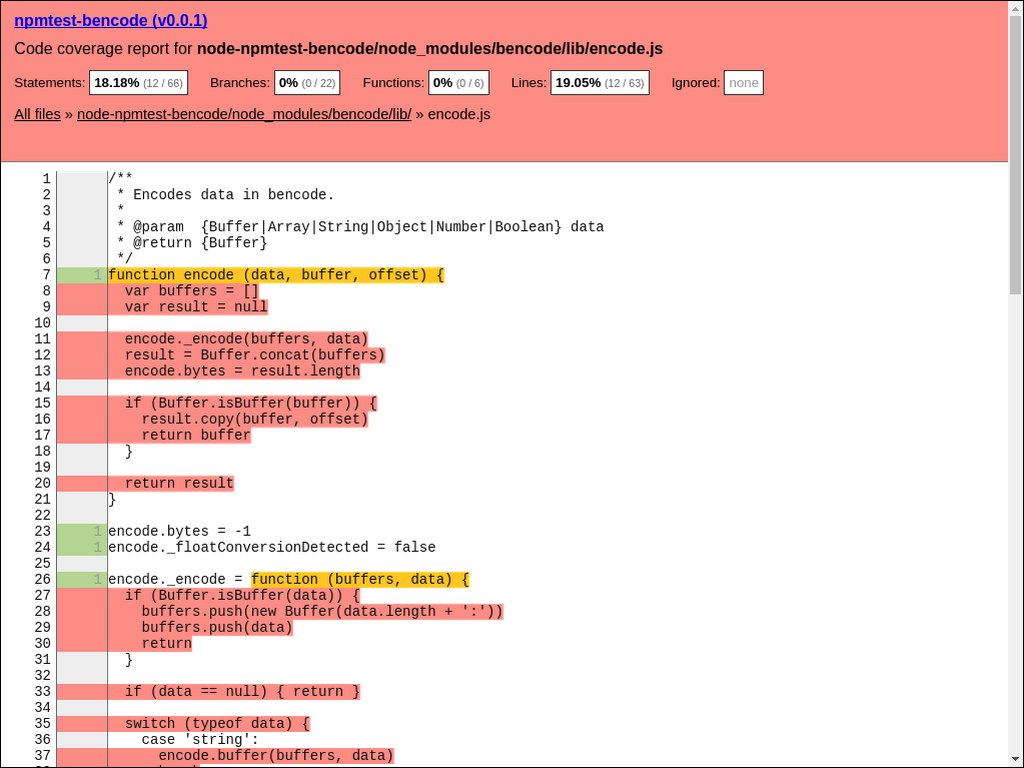 npmtest-bencode (v0.0.1)
Code coverage report for node-npmtest-bencode/node_modules/bencode/lib/encode.js
Statements: 18.18% (12 / 66) Branches: 0% (0 / 22) Functions: 0% (0 / 6) Lines: 19.05% (12 / 63) Ignored: none
All files » node-npmtest-bencode/node_modules/bencode/lib/ » encode.js
1 /**
2  * Encodes data in bencode.
3  *
4  * @param  {Buffer|Array|String|Object|Number|Boolean} data
5  * @return {Buffer}
6  */
7 1 function encode (data, buffer, offset) {
8   var buffers = []
9   var result = null
10
11   encode._encode(buffers, data)
12   result = Buffer.concat(buffers)
13   encode.bytes = result.length
14
15   if (Buffer.isBuffer(buffer)) {
16     result.copy(buffer, offset)
17     return buffer
18   }
19
20   return result
21 }
22
23 1 encode.bytes = -1
24 1 encode._floatConversionDetected = false
25
26 1 encode._encode = function (buffers, data) {
27   if (Buffer.isBuffer(data)) {
28     buffers.push(new Buffer(data.length + ':'))
29     buffers.push(data)
30     return
31   }
32
33   if (data == null) { return }
34
35   switch (typeof data) {
36     case 'string':
37       encode.buffer(buffers, data)